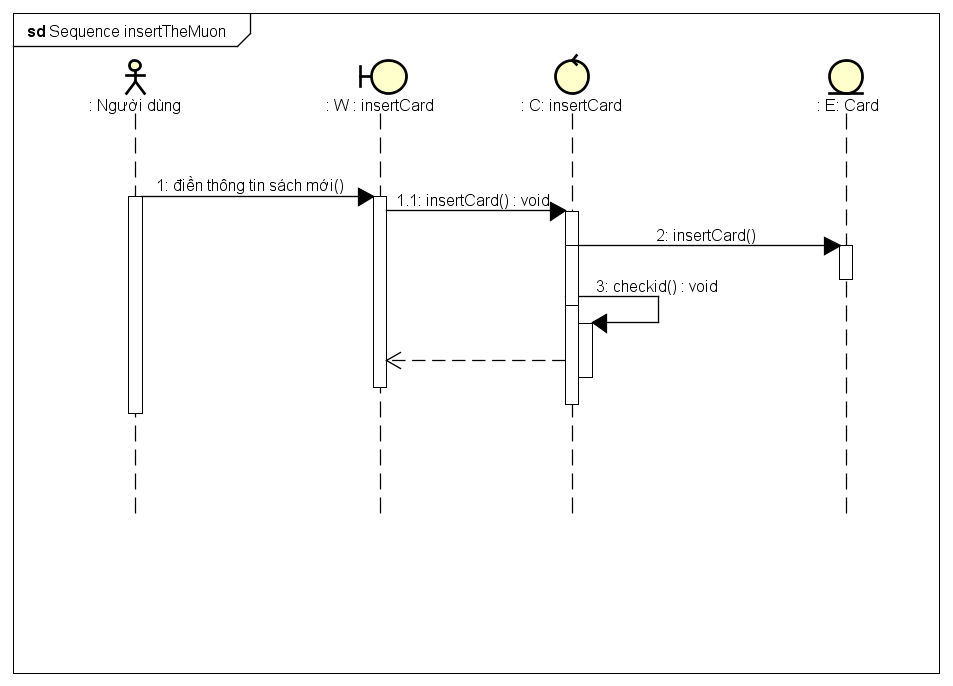 sd Sequence insertTheMuon
: Người dùng
: W : insertCard
: C: insertCard
: E: Card
1: điền thông tin sách mới()
1.1: insertCard() : void
2: insertCard()
3: checkid() : void